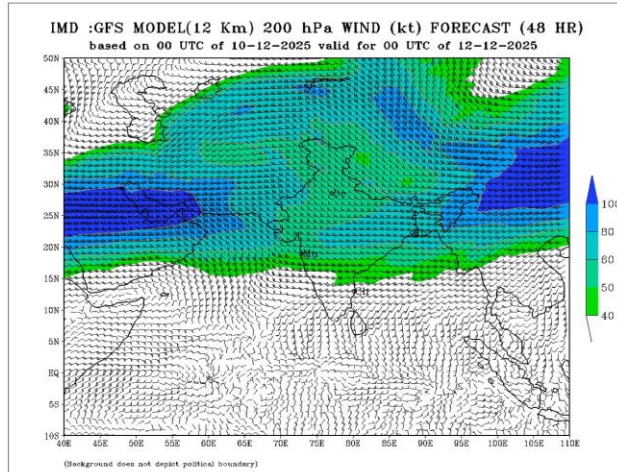 IMD :GFS MODEL(12 Km) 200 hPa WIND (kt) FORECAST (48 HR)
based on 00 UTC of 10-12-2025 valid for 00 UTC of 12-12-2025
50N
45N
40N
35N
30N
25N
20N
15N
10N
5N
EQ
5S
10S
40E 45E 50E 55E 60E 65E 70E 75E 80E 85E 90E 95E 100E 105E 110E
100
80
60
40
(Background does not depict political boundary)